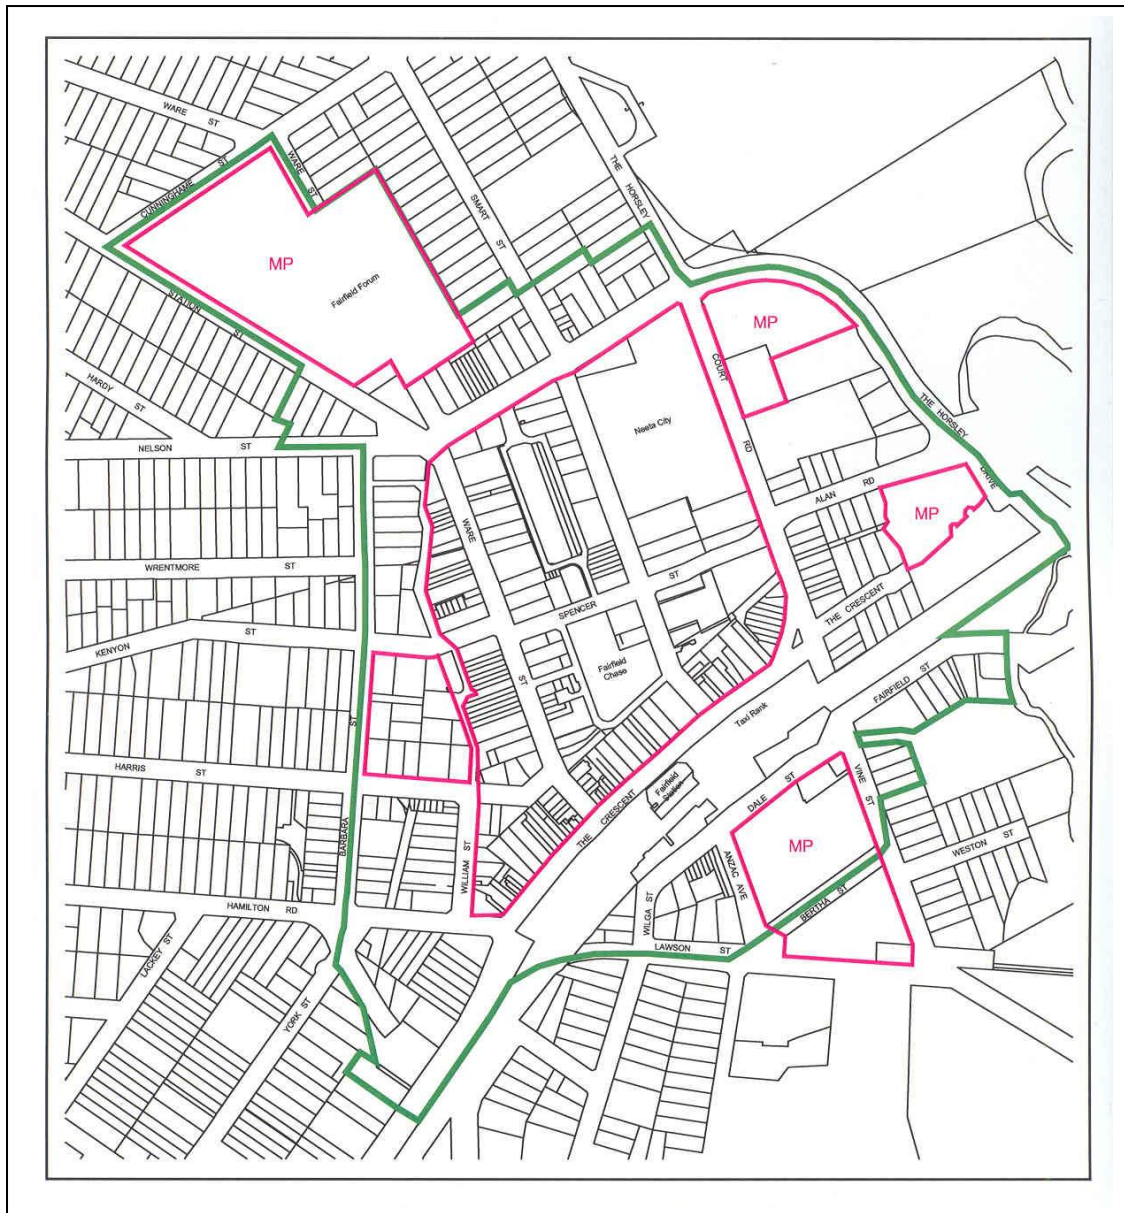 WARE ST
CUNNINGHAME ST
WARE
ST
THE HORSLEY
SMART
ST
MP
Fairfield Forum
STATION
ST
MP
COURT
RD
HARDY
ST
Neeta City
THE HORSLEY
DRIVE
NELSON ST
ALAN RD
MP
WARE
ST
WRENTMORE ST
SPENCER
ST
THE CRESCENT
KENYON
ST
Fairfield
Chase
FAIRFIELD ST
Taxi Rank
BARBARA
ST
HARRIS ST
Fairfield
Station
DALE ST
VINE
ST
THE CRESCENT
WILLIAM ST
MP
WESTON ST
ANZAC
AVE
BERTHA ST
HAMILTON RD
WILGA ST
LAWSON ST
LACKEY ST
YORK ST